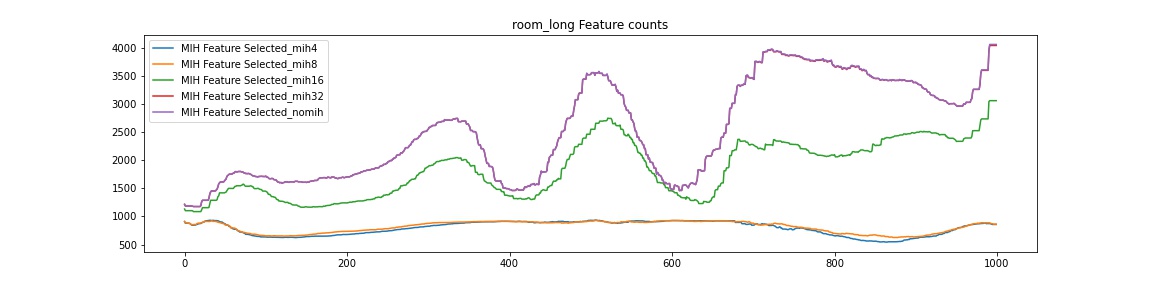 room_long Feature counts
MIH Feature Selected_mih4
MIH Feature Selected_mih8
MIH Feature Selected_mih16
MIH Feature Selected_mih32
MIH Feature Selected_nomih
4000
3500
3000
2500
2000
1500
1000
500
0 200 400 600 800 1000